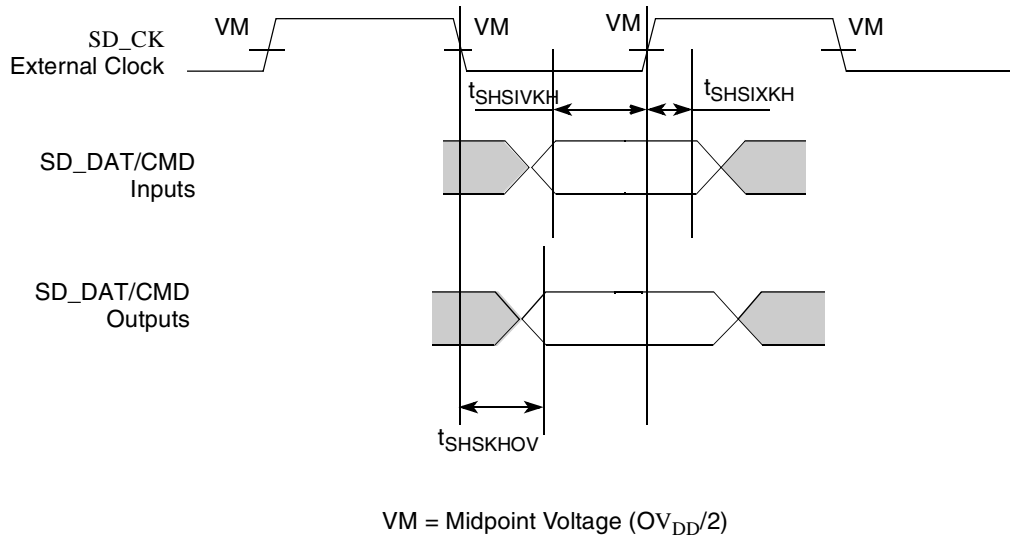 VM VM VM VM
SD_CK
External Clock
tSHSIVKH tSHSIXKH
SD_DAT/CMD
Inputs
SD_DAT/CMD
Outputs
tSHSKHOV
VM = Midpoint Voltage (OVDD/2)